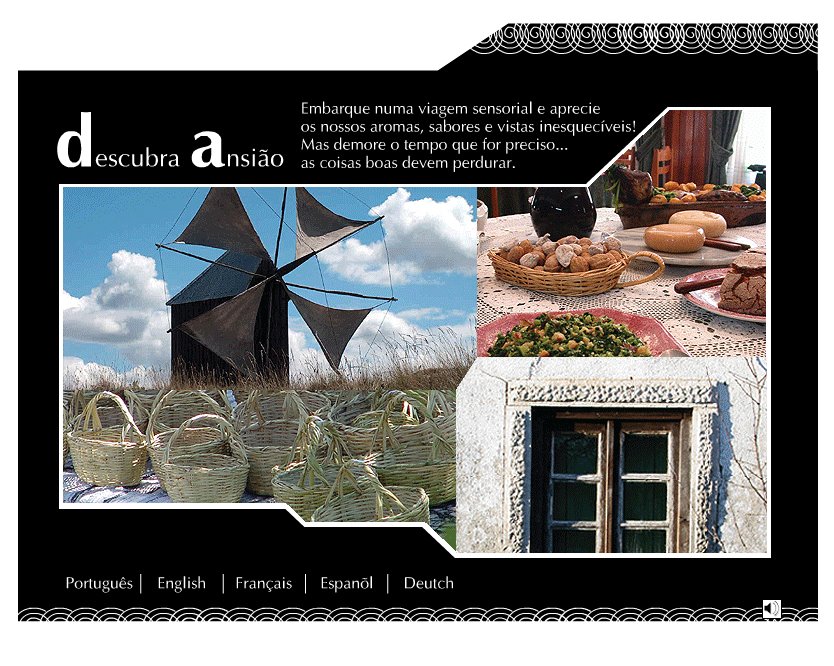 descubra Ansião
Embarque numa viagem sensorial e aprecie
os nossos aromas, sabores e vistas inesquecíveis!
Mas demore o tempo que for preciso...
as coisas boas devem perdurar.
Português | English | Français | Espanõl | Deutch